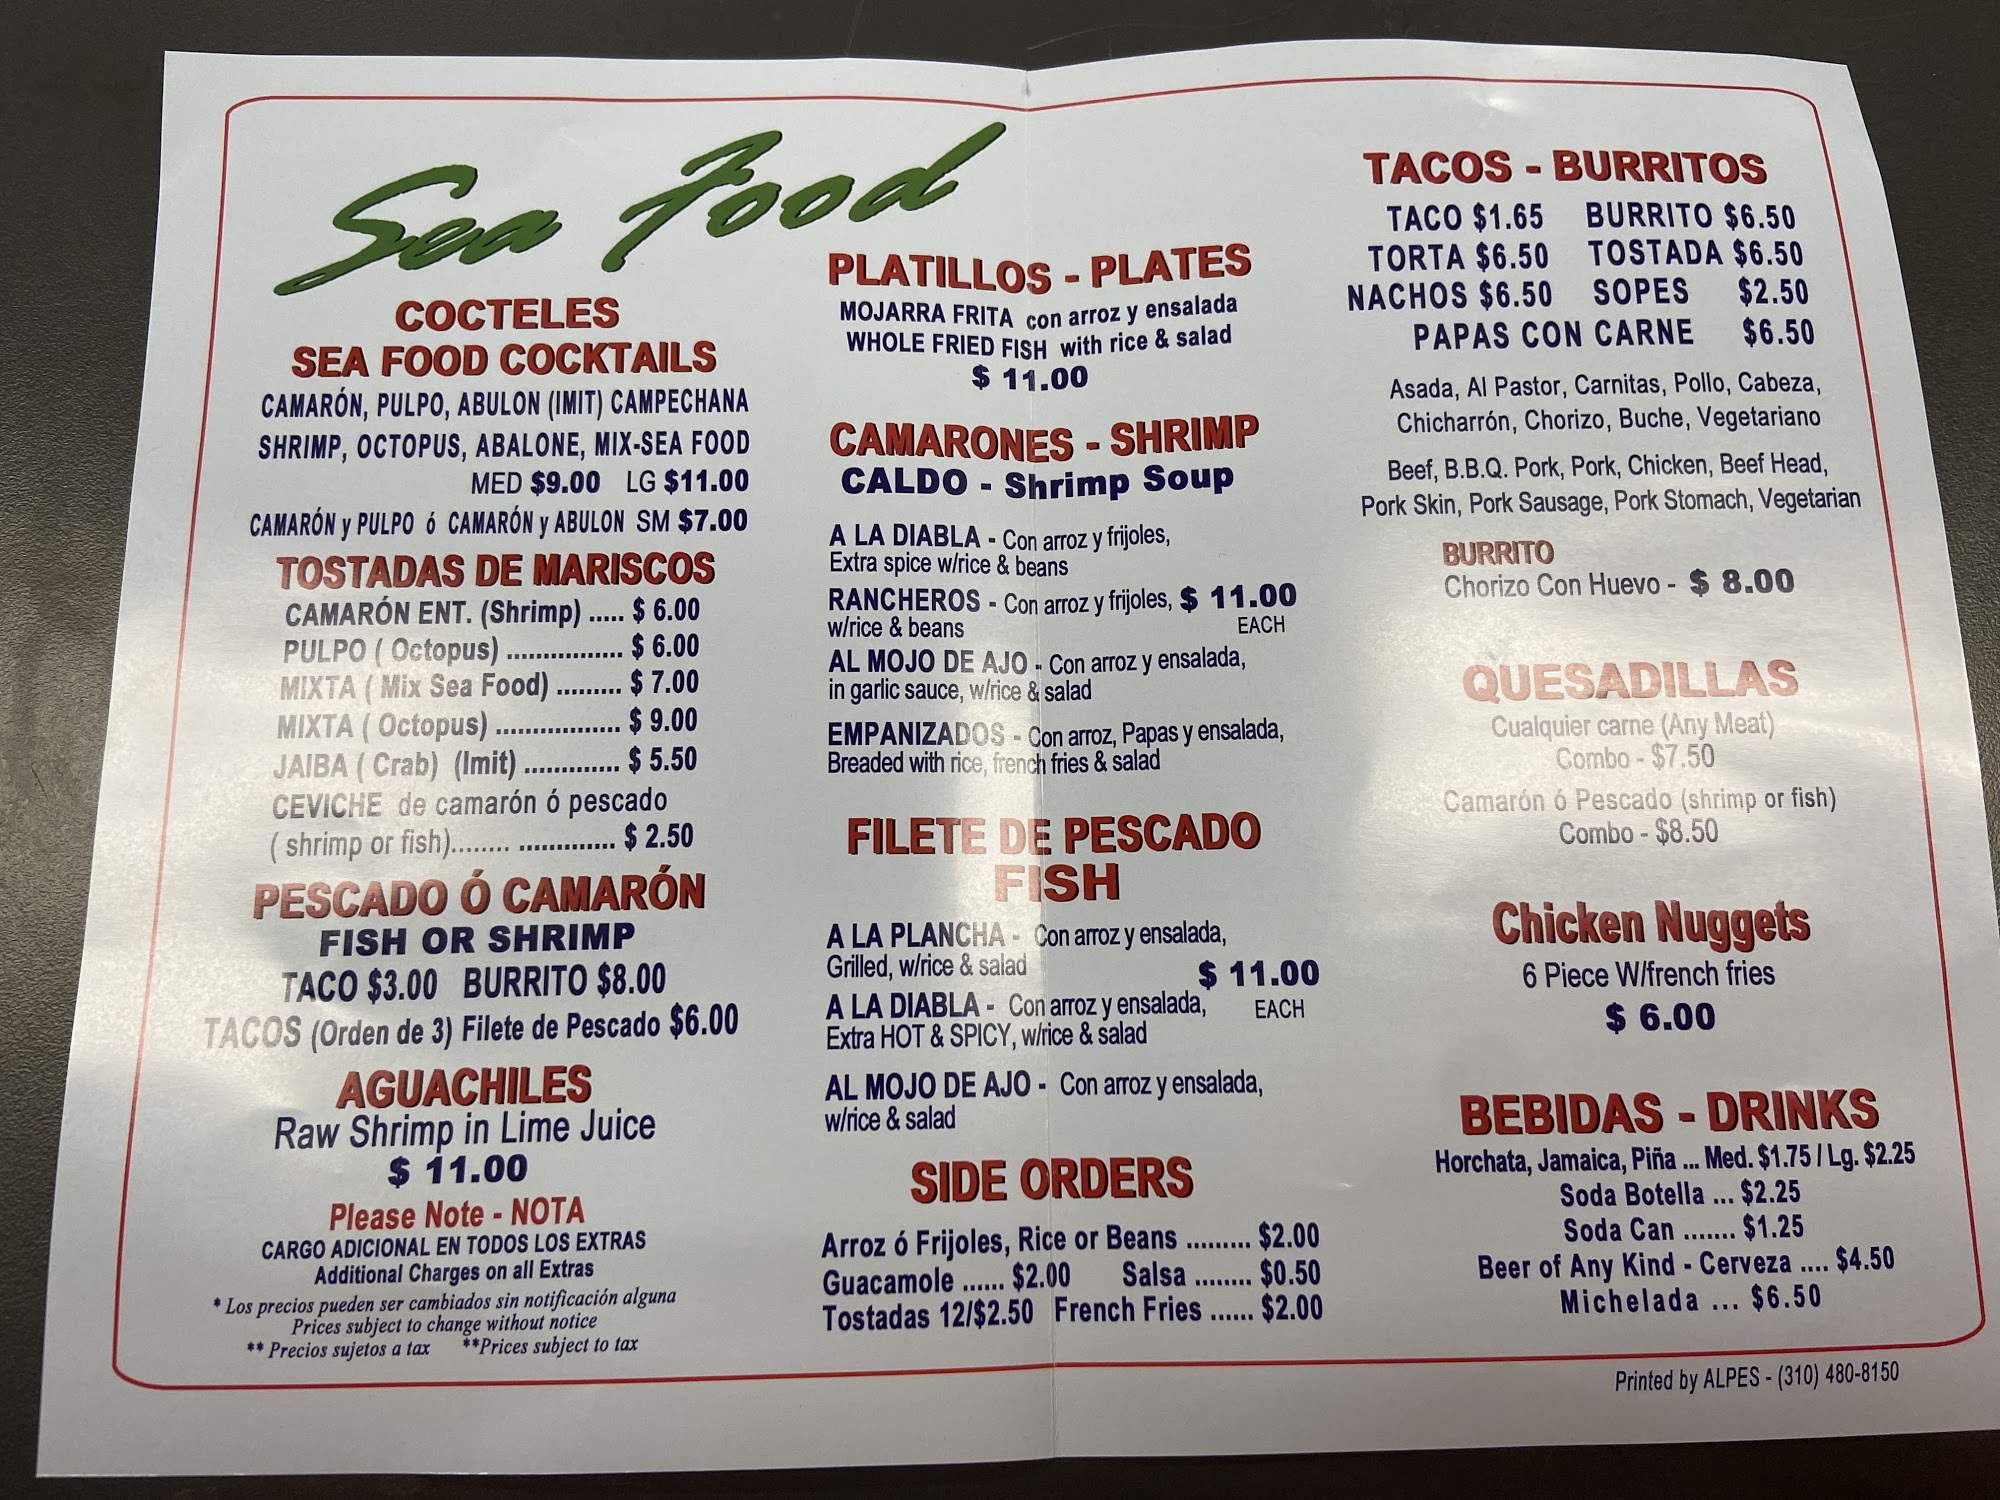 Sea Food
COCTELES
SEA FOOD COCKTAILS
CAMARÓN, PULPO, ABULON (IMIT) CAMPECHANA
SHRIMP, OCTOPUS, ABALONE, MIX-SEA FOOD
MED $9.00 LG $11.00
CAMARÓN y PULPO ó CAMARÓN y ABULON SM $7.00
TOSTADAS DE MARISCOS
CAMARÓN ENT. (Shrimp) ..... $ 6.00
PULPO ( Octopus) ................ $ 6.00
MIXTA ( Mix Sea Food) ......... $ 7.00
MIXTA ( Octopus) ................. $ 9.00
JAIBA ( Crab) (Imit) ............. $ 5.50
CEVICHE de camarón ó pescado
( shrimp or fish)........ ............. $ 2.50
PESCADO Ó CAMARÓN
FISH OR SHRIMP
TACO $3.00 BURRITO $8.00
TACOS (Orden de 3) Filete de Pescado $6.00
AGUACHILES
Raw Shrimp in Lime Juice
$ 11.00
Please Note - NOTA
CARGO ADICIONAL EN TODOS LOS EXTRAS
Additional Charges on all Extras
* Los precios pueden ser cambiados sin notificación alguna
Prices subject to change without notice
** Precios sujetos a tax **Prices subject to tax
PLATILLOS - PLATES
MOJARRA FRITA con arroz y ensalada
WHOLE FRIED FISH with rice & salad
$ 11.00
CAMARONES - SHRIMP
CALDO - Shrimp Soup
A LA DIABLA - Con arroz y frijoles,
Extra spice w/rice & beans
RANCHEROS - Con arroz y frijoles, $ 11.00
w/rice & beans EACH
AL MOJO DE AJO - Con arroz y ensalada,
in garlic sauce, w/rice & salad
EMPANIZADOS - Con arroz, Papas y ensalada,
Breaded with rice, french fries & salad
FILETE DE PESCADO
FISH
A LA PLANCHA - Con arroz y ensalada,
Grilled, w/rice & salad $ 11.00
A LA DIABLA - Con arroz y ensalada, EACH
Extra HOT & SPICY, w/rice & salad
AL MOJO DE AJO - Con arroz y ensalada,
w/rice & salad
SIDE ORDERS
Arroz ó Frijoles, Rice or Beans ......... $2.00
Guacamole ...... $2.00 Salsa ........ $0.50
Tostadas 12/$2.50 French Fries ...... $2.00
TACOS - BURRITOS
TACO $1.65 BURRITO $6.50
TORTA $6.50 TOSTADA $6.50
NACHOS $6.50 SOPES $2.50
PAPAS CON CARNE $6.50
Asada, Al Pastor, Carnitas, Pollo, Cabeza,
Chicharrón, Chorizo, Buche, Vegetariano
Beef, B.B.Q. Pork, Pork, Chicken, Beef Head,
Pork Skin, Pork Sausage, Pork Stomach, Vegetarian
BURRITO
Chorizo Con Huevo - $ 8.00
QUESADILLAS
Cualquier carne (Any Meat)
Combo - $7.50
Camarón ó Pescado (shrimp or fish)
Combo - $8.50
Chicken Nuggets
6 Piece W/french fries
$ 6.00
BEBIDAS - DRINKS
Horchata, Jamaica, Piña ... Med. $1.75 / Lg. $2.25
Soda Botella ... $2.25
Soda Can ....... $1.25
Beer of Any Kind - Cerveza .... $4.50
Michelada ... $6.50
Printed by ALPES - (310) 480-8150